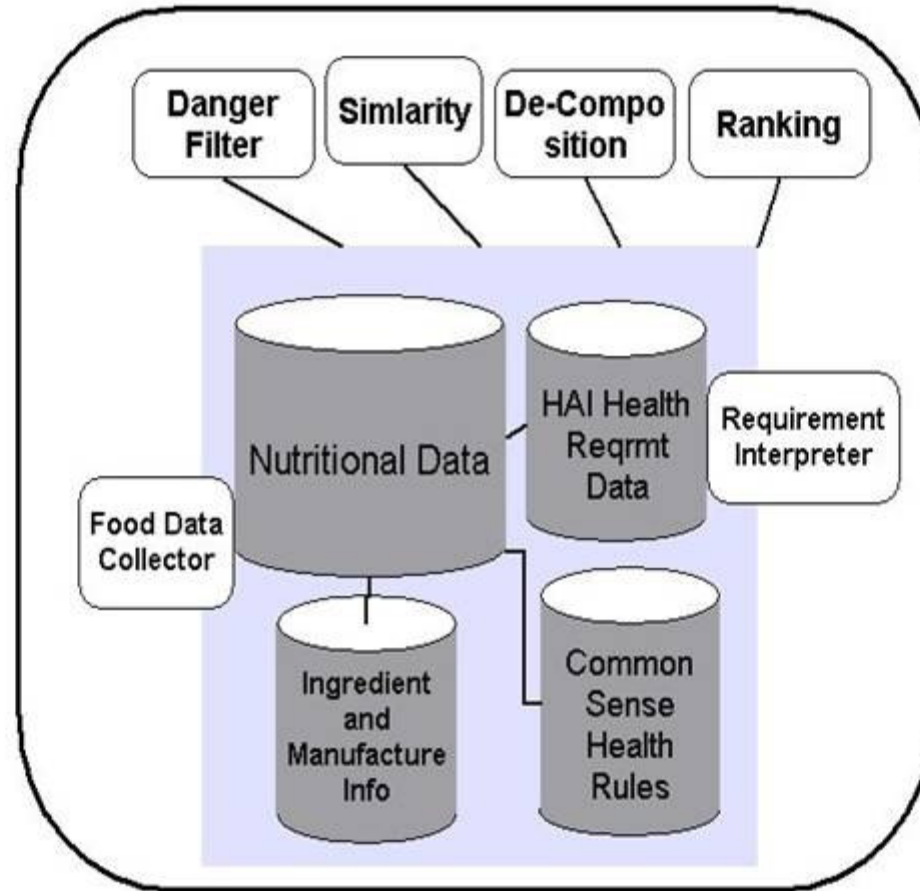 Danger
Filter
Simlarity
De-Compo
sition
Ranking
Nutritional Data
HAI Health
Reqrmt
Data
Requirement
Interpreter
Food Data
Collector
Ingredient
and
Manufacture
Info
Common
Sense
Health
Rules